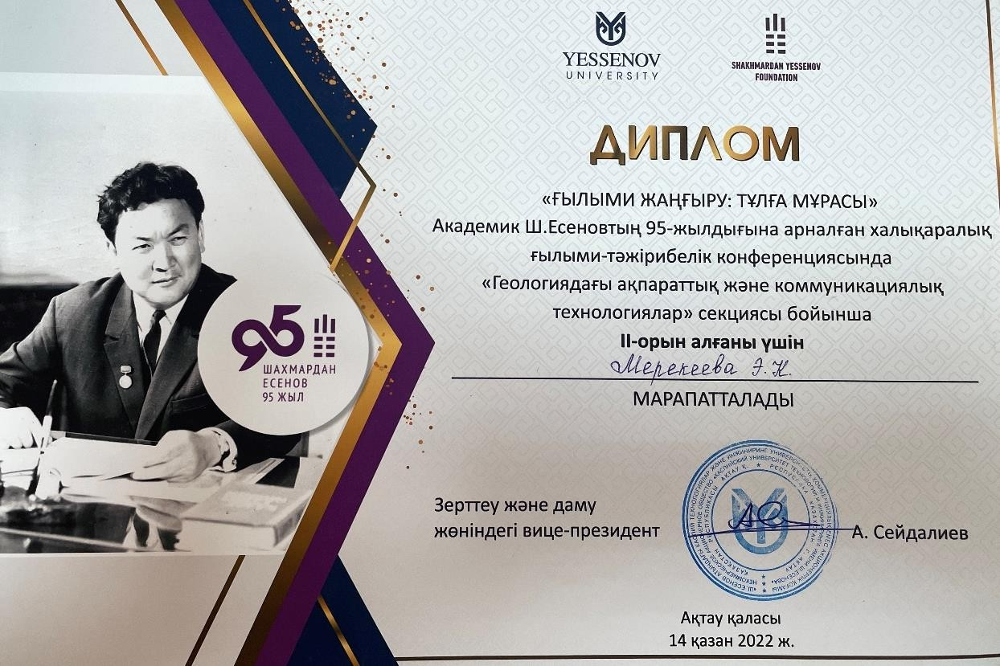 YESSENOV
UNIVERSITY
SHAKHMARDAN YESSENOV
FOUNDATION
ДИПЛОМ
«ҒЫЛЫМИ ЖАҢҒЫРУ: ТҰЛҒА МҰРАСЫ»
Академик Ш.Есеновтың 95-жылдығына арналған халықаралық
ғылыми-тәжірибелік конференциясында
«Геологиядағы ақпараттық және коммуникациялық
технологиялар» секциясы бойынша
II-орын алғаны үшін
Мерекеева Э.Н.
МАРАПАТТАЛАДЫ
95
ШАХМАРДАН
ЕСЕНОВ
95 ЖЫЛ
Зерттеу және даму
жөніндегі вице-президент
А. Сейдалиев
Ақтау қаласы
14 қазан 2022 ж.